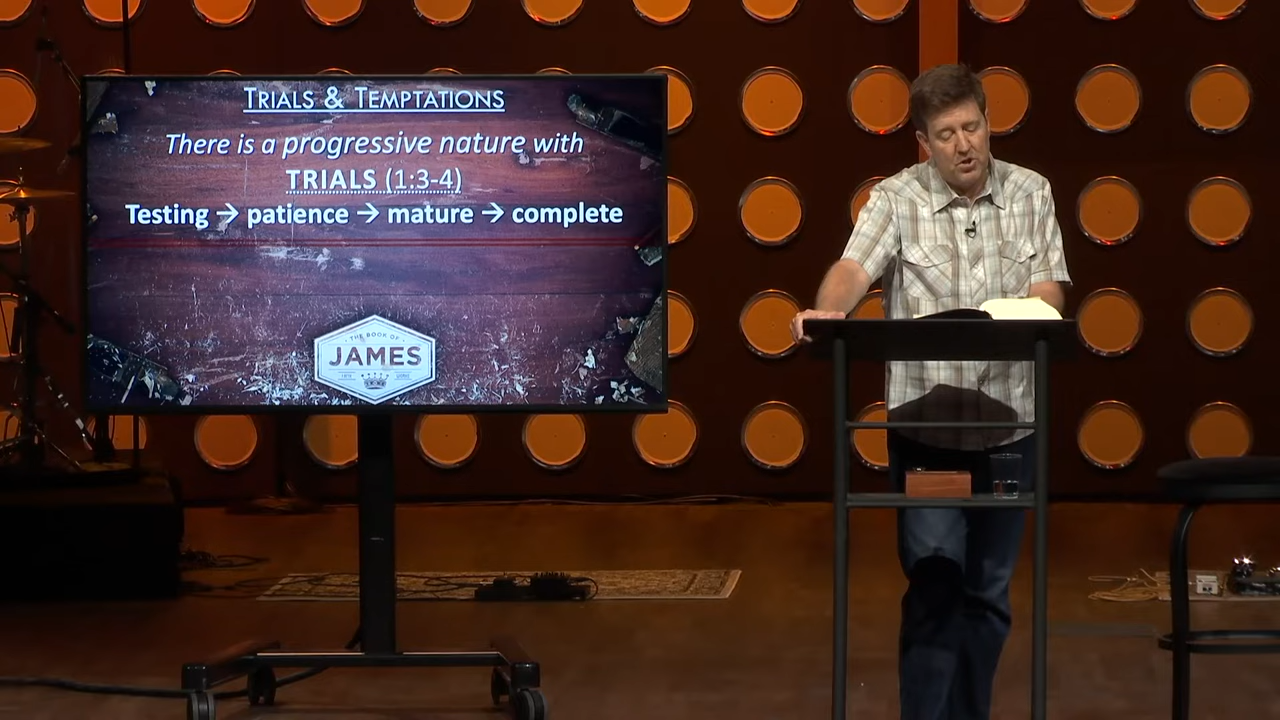 TRIALS & TEMPTATIONS
There is a progressive nature with
TRIALS (1:3-4)
Testing → patience → mature → complete
THE BOOK OF
JAMES